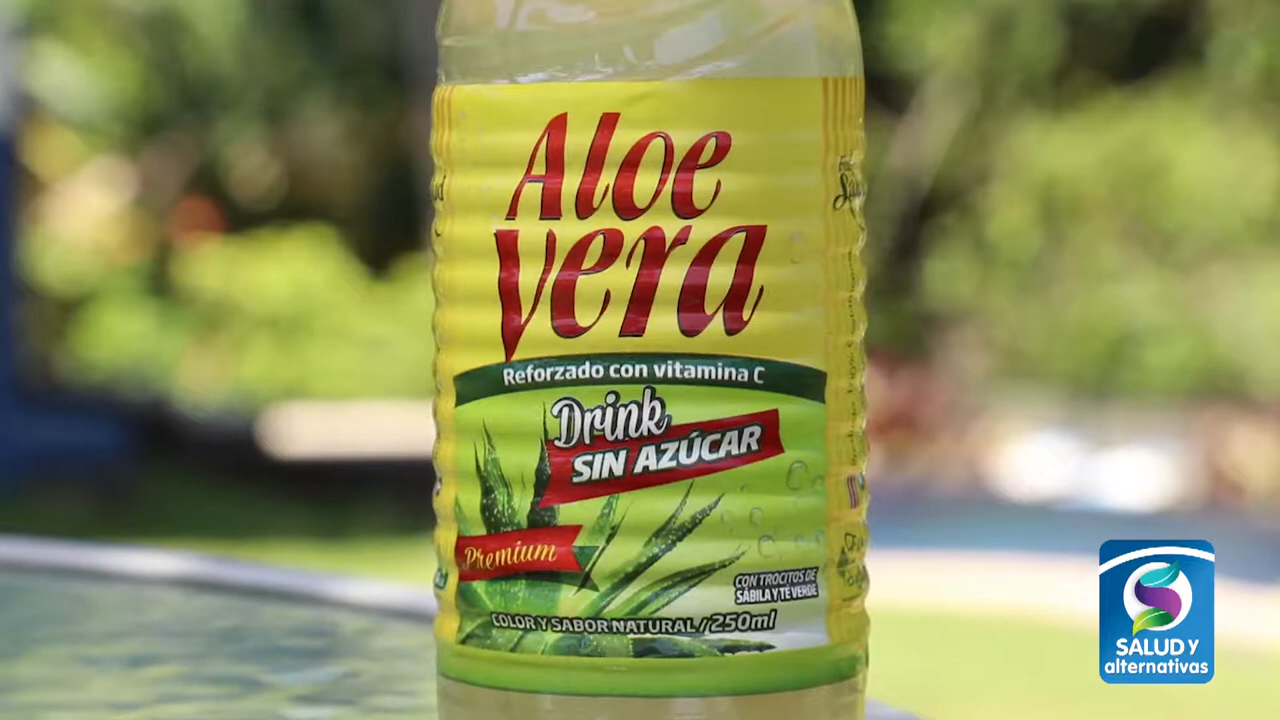 Aloe
vera
Reforzado con vitamina C
Drink
SIN AZÚCAR
Premium
CON TROCITOS DE
SÁBILA Y TÉ VERDE
COLOR Y SABOR NATURAL / 250ml
SALUD Y
alternativas